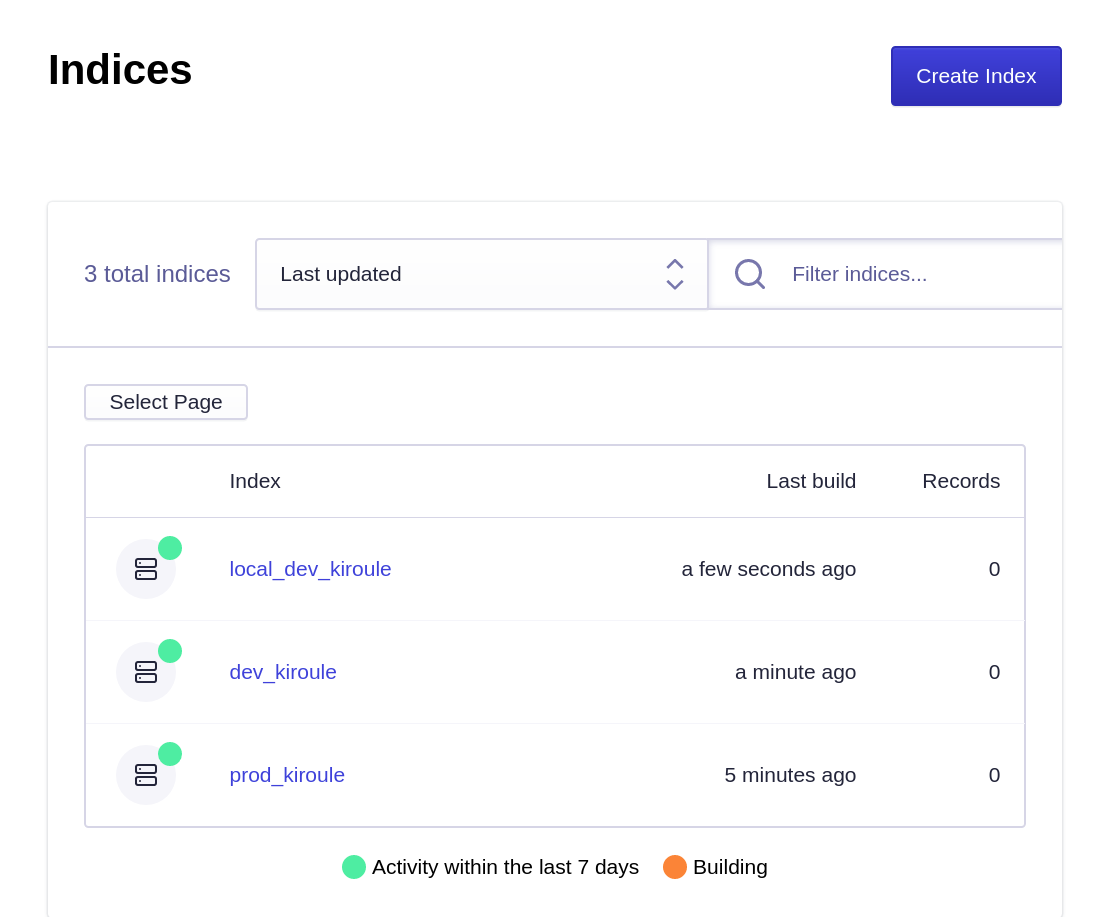 Indices
Create Index
3 total indices
Last updated
Filter indices...
Select Page
Index Last build Records
local_dev_kiroule a few seconds ago 0
dev_kiroule a minute ago 0
prod_kiroule 5 minutes ago 0
Activity within the last 7 days Building